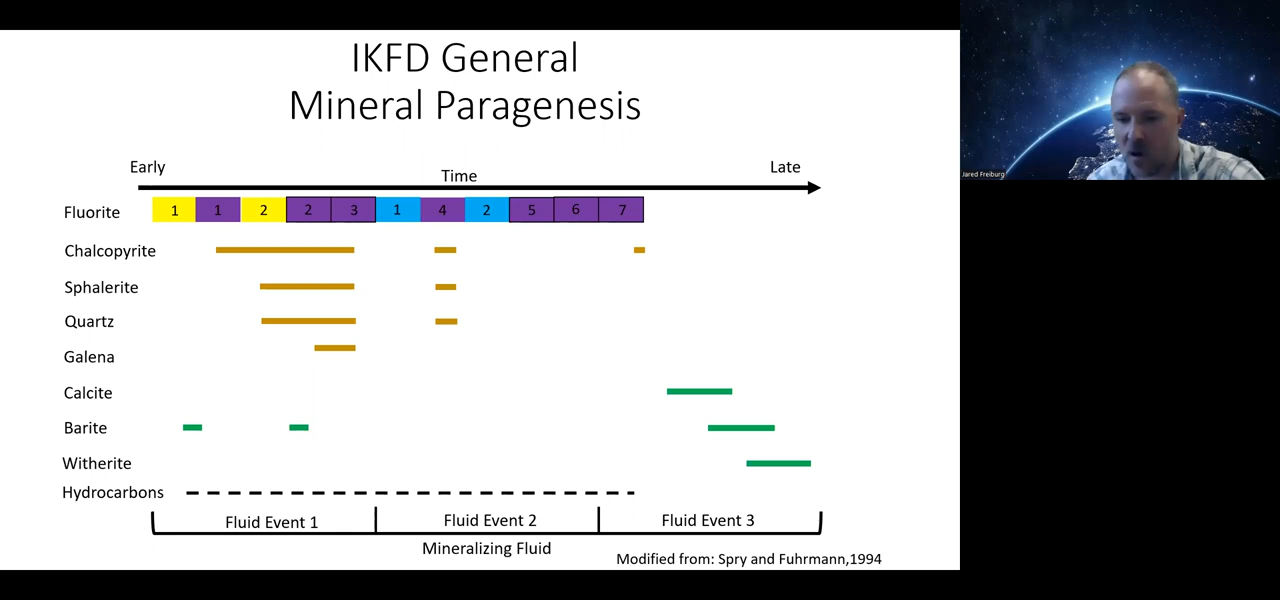 IKFD General
Mineral Paragenesis
Early
Time
Late
Fluorite 1 1 2 2 3 1 4 2 5 6 7
Chalcopyrite
Sphalerite
Quartz
Galena
Calcite
Barite
Witherite
Hydrocarbons
Fluid Event 1 Fluid Event 2 Fluid Event 3
Mineralizing Fluid
Modified from: Spry and Fuhrmann,1994
Jared Freiburg